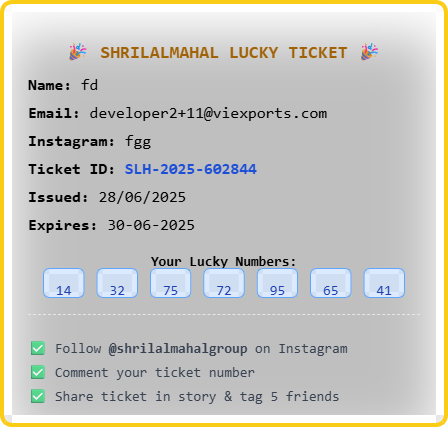 🎉 SHRILALMAHAL LUCKY TICKET 🎉
Name: fd
Email: developer2+11@viexports.com
Instagram: fgg
Ticket ID: SLH-2025-602844
Issued: 28/06/2025
Expires: 30-06-2025
Your Lucky Numbers:
14 32 75 72 95 65 41
✅ Follow @shrilalmahalgroup on Instagram
✅ Comment your ticket number
✅ Share ticket in story & tag 5 friends